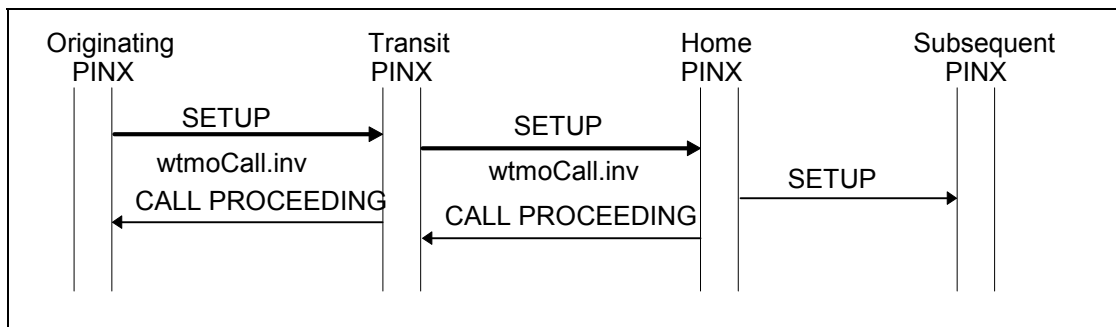 Originating PINX
Transit PINX
Home PINX
Subsequent PINX
SETUP
wtmoCall.inv
CALL PROCEEDING
SETUP
wtmoCall.inv
CALL PROCEEDING
SETUP